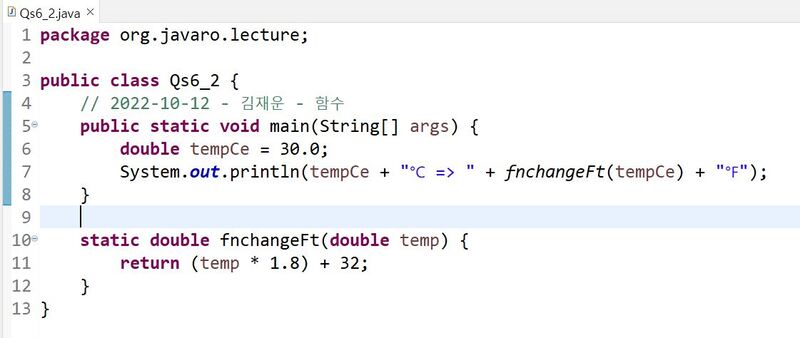 Qs6_2.java
1 package org.javaro.lecture;
2
3 public class Qs6_2 {
4     // 2022-10-12 - 김재운 - 함수
5     public static void main(String[] args) {
6         double tempCe = 30.0;
7         System.out.println(tempCe + "℃ => " + fnchangeFt(tempCe) + "℉");
8     }
9
10     static double fnchangeFt(double temp) {
11         return (temp * 1.8) + 32;
12     }
13 }